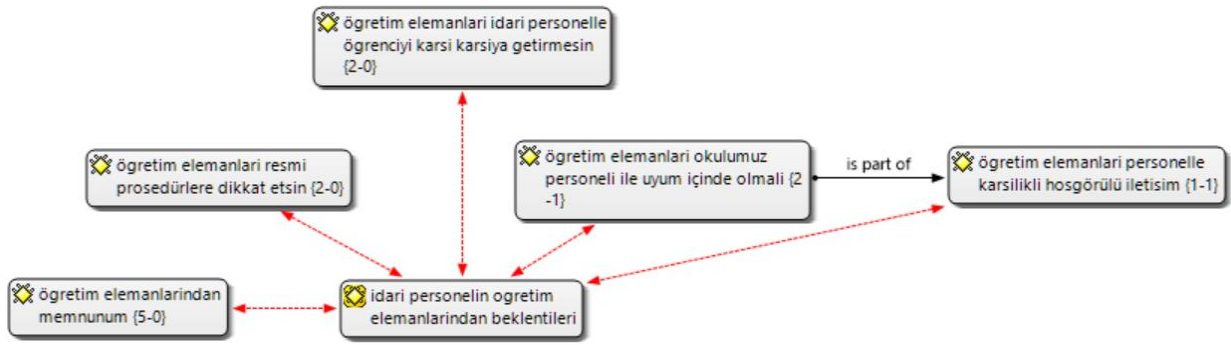 ögretim elemanlari idari personelle
ögrenciyi karsi karsiya getirmesin
{2-0}
ögretim elemanlari resmi
prosedürlere dikkat etsin {2-0}
ögretim elemanlari okulumuz
personeli ile uyum içinde olmali {2
-1}
is part of
ögretim elemanlari personelle
karsilikli hosgörülü iletisim {1-1}
ögretim elemanlarindan
memnunum {5-0}
idari personelin ogretim
elemanlarindan beklentileri